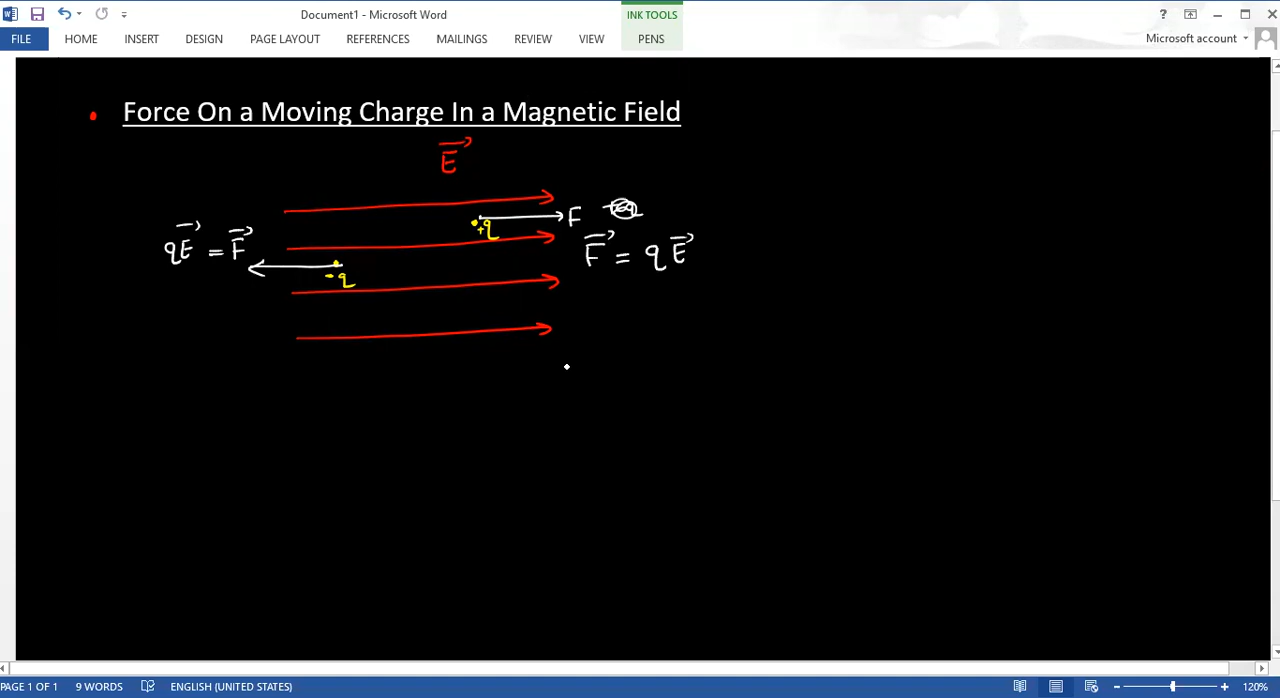 Document1 - Microsoft Word
INK TOOLS
FILE HOME INSERT DESIGN PAGE LAYOUT REFERENCES MAILINGS REVIEW VIEW PENS
Microsoft account
Force On a Moving Charge In a Magnetic Field
E
+q
F
qE = F
F = qE
-q
PAGE 1 OF 1 9 WORDS ENGLISH (UNITED STATES) 120%